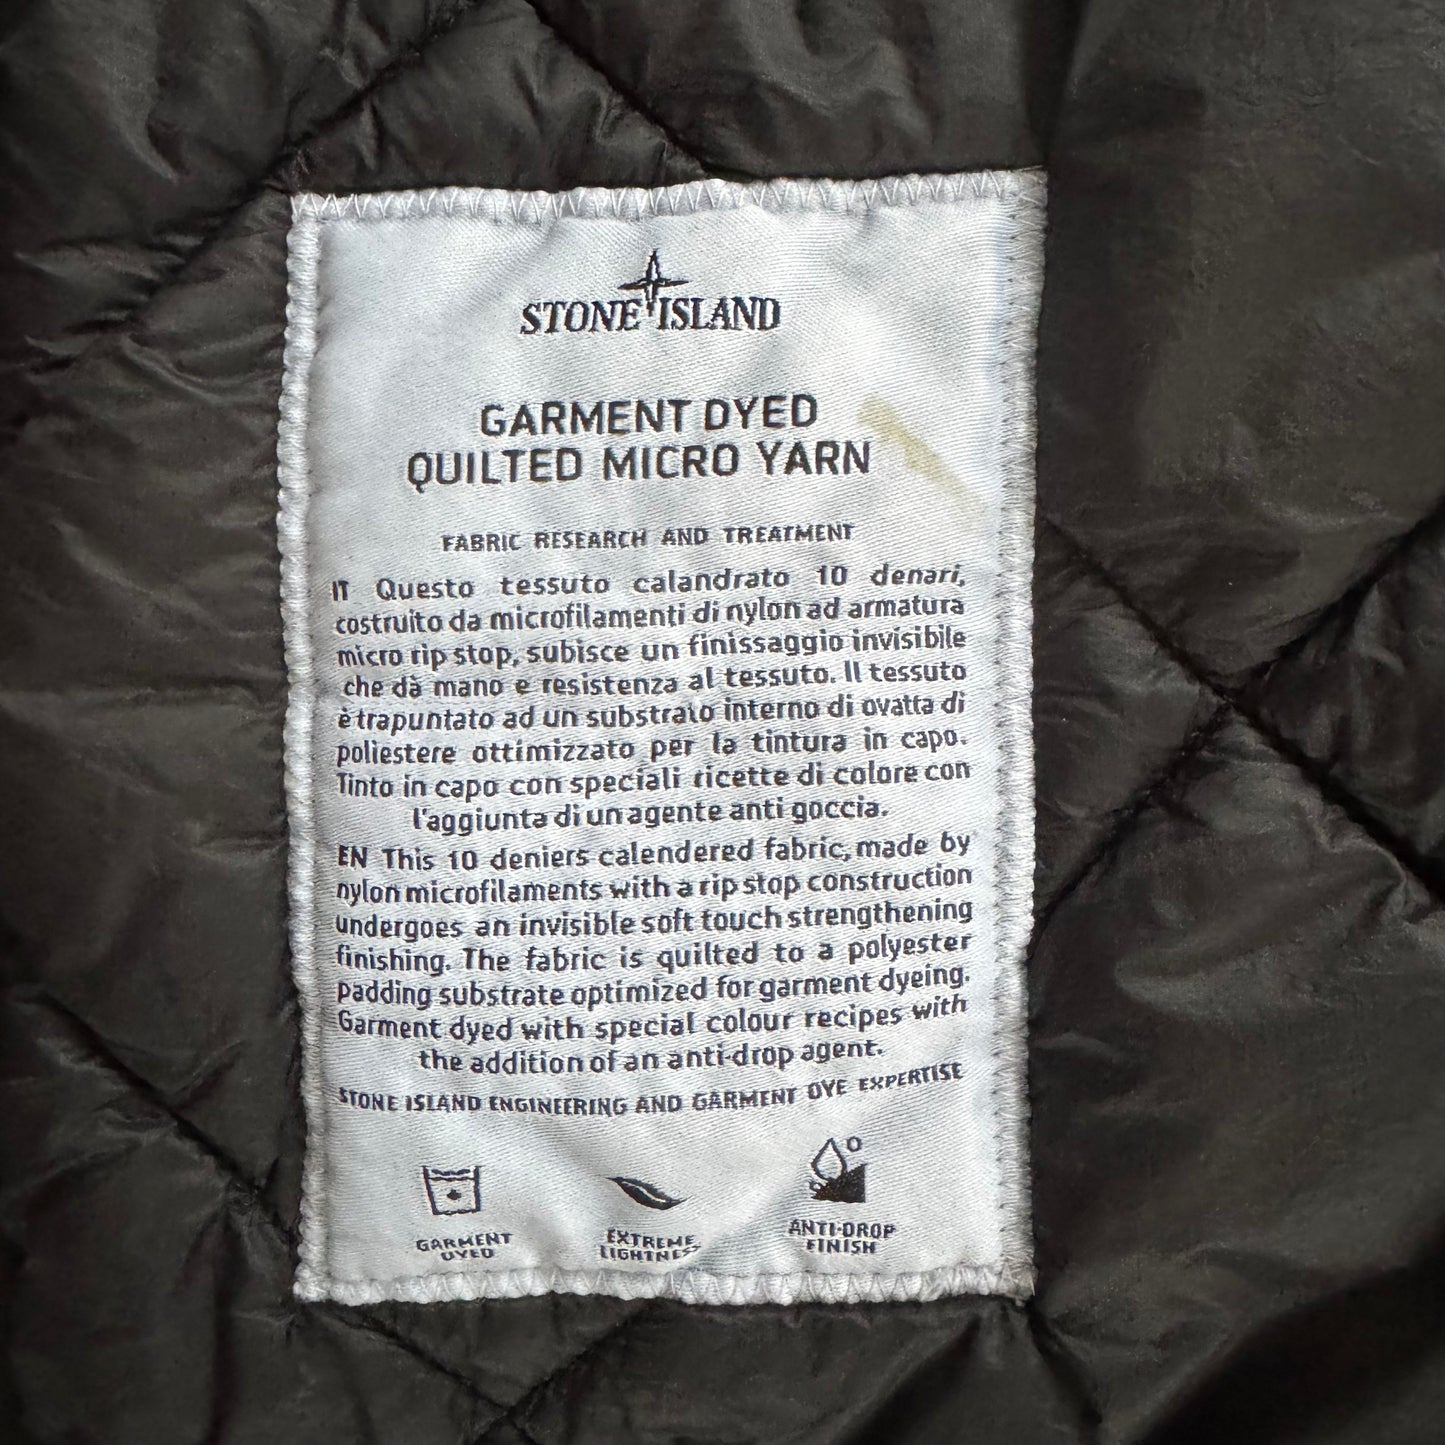 STONE ISLAND
GARMENT DYED
QUILTED MICRO YARN
FABRIC RESEARCH AND TREATMENT
IT Questo tessuto calandrato 10 denari,
costruito da microfilamenti di nylon ad armatura
micro rip stop, subisce un finissaggio invisibile
che dà mano e resistenza al tessuto. Il tessuto
è trapuntato ad un substrato interno di ovatta di
poliestere ottimizzato per la tintura in capo.
Tinto in capo con speciali ricette di colore con
l'aggiunta di un agente anti goccia.
EN This 10 deniers calendered fabric, made by
nylon microfilaments with a rip stop construction
undergoes an invisible soft touch strengthening
finishing. The fabric is quilted to a polyester
padding substrate optimized for garment dyeing.
Garment dyed with special colour recipes with
the addition of an anti-drop agent.
STONE ISLAND ENGINEERING AND GARMENT DYE EXPERTISE
GARMENT
DYED
EXTREME
LIGHTNESS
ANTI-DROP
FINISH